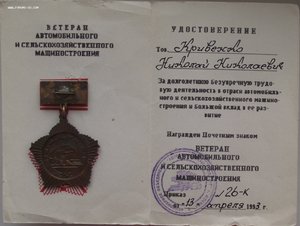 ВЕТЕРАН
АВТОМОБИЛЬНОГО
И СЕЛЬСКОХОЗЯЙСТВЕННОГО
МАШИНОСТРОЕНИЯ
УДОСТОВЕРЕНИЕ
Тов. Кривенко
Николай Николаевич
За долголетнюю безупречную трудо-
вую деятельность в отрасли автомобиль-
ного и сельскохозяйственного машино-
строения и большой вклад в ее раз-
витие
Награжден Почетным знаком
ВЕТЕРАН
АВТОМОБИЛЬНОГО
И СЕЛЬСКОХОЗЯЙСТВЕННОГО
МАШИНОСТРОЕНИЯ
Приказ 126-К
от «13» апреля 1993 г.